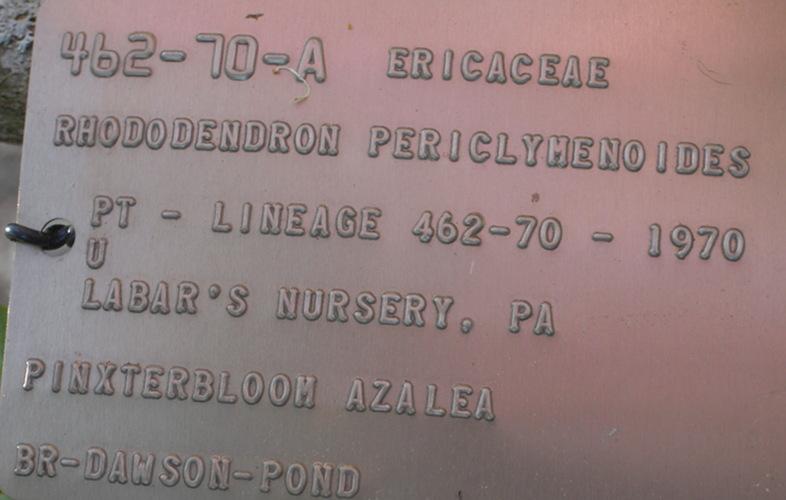 462-70-A ERICACEAE
RHODODENDRON PERICLYMENOIDES
PT - LINEAGE 462-70 - 1970
U
LABAR'S NURSERY, PA
PINXTERBLOOM AZALEA
BR-DAWSON-POND